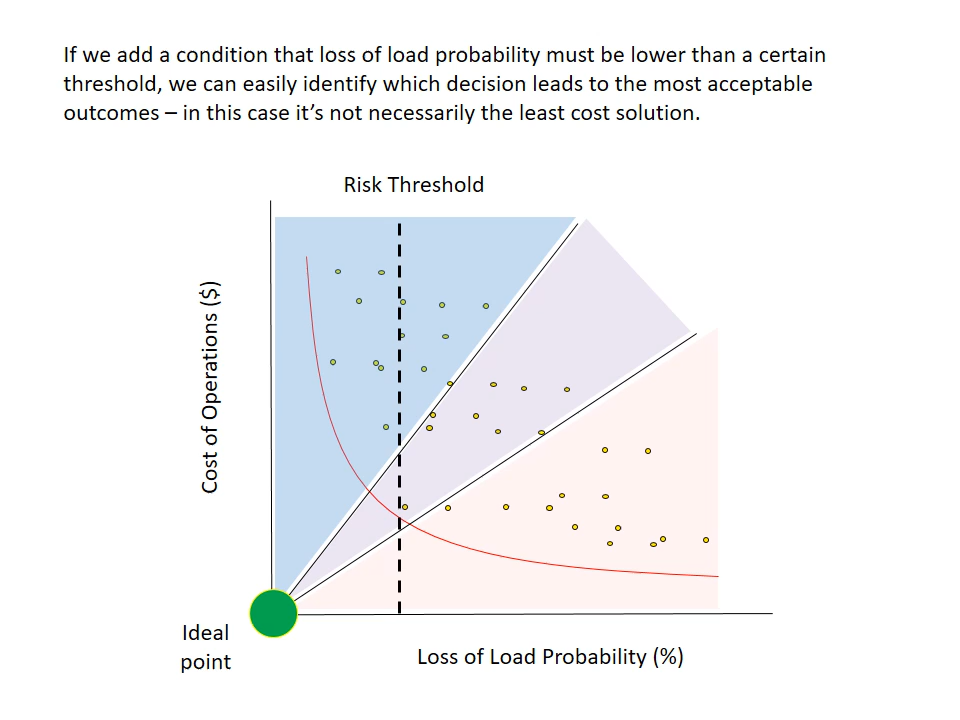 If we add a condition that loss of load probability must be lower than a certain
threshold, we can easily identify which decision leads to the most acceptable
outcomes – in this case it’s not necessarily the least cost solution.
Risk Threshold
Cost of Operations ($)
Ideal
point
Loss of Load Probability (%)